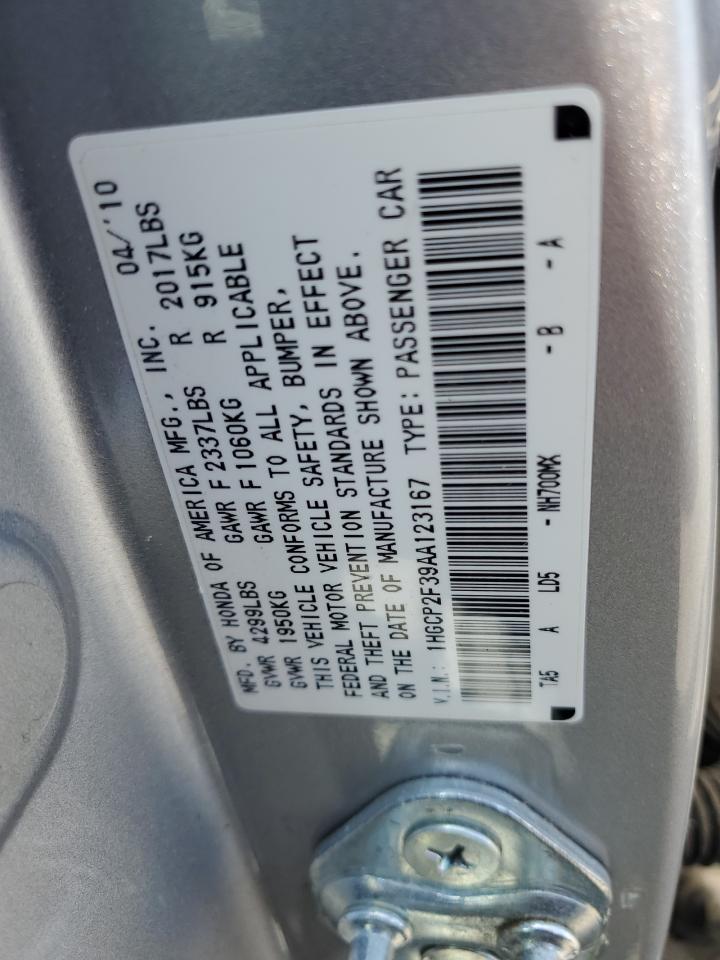 MFD. BY HONDA OF AMERICA MFG., INC. 04/'10
GVWR 4299LBS GAWR F 2337LBS R 2017LBS
GVWR 1950KG GAWR F 1060KG R 915KG
THIS VEHICLE CONFORMS TO ALL APPLICABLE
FEDERAL MOTOR VEHICLE SAFETY, BUMPER,
AND THEFT PREVENTION STANDARDS IN EFFECT
ON THE DATE OF MANUFACTURE SHOWN ABOVE.
V.I.N.: 1HGCP2F39AA123167 TYPE: PASSENGER CAR
TA5 A LD5 - NH700MX - B - A